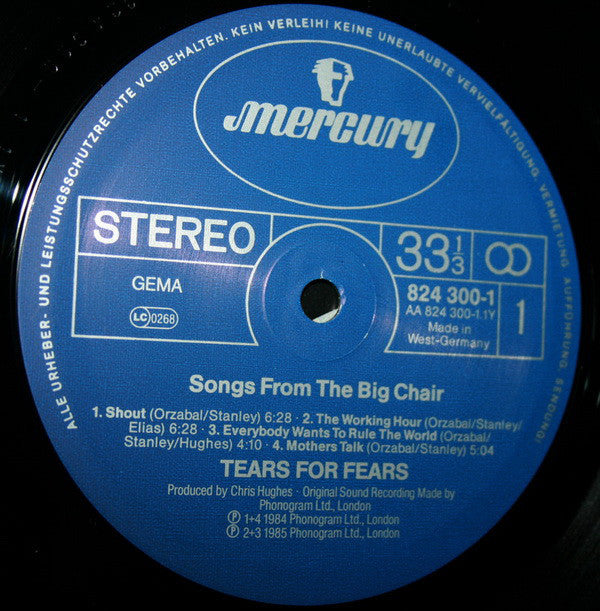 ALLE URHEBER- UND LEISTUNGSSCHUTZRECHTE VORBEHALTEN. KEIN VERLEIH! KEINE UNERLAUBTE VERVIELFÄLTIGUNG, VERMIETUNG, AUFFÜHRUNG, SENDUNG!
mercury
STEREO
33 1/3
GEMA
LC 0268
824 300-1
AA 824 300-1.1Y
Made in
West-Germany
1
Songs From The Big Chair
1. Shout (Orzabal/Stanley) 6:28 · 2. The Working Hour (Orzabal/Stanley/
Elias) 6:28 · 3. Everybody Wants To Rule The World (Orzabal/
Stanley/Hughes) 4:10 · 4. Mothers Talk (Orzabal/Stanley) 5:04
TEARS FOR FEARS
Produced by Chris Hughes · Original Sound Recording Made by
Phonogram Ltd., London
Ⓟ 1+4 1984 Phonogram Ltd., London
Ⓟ 2+3 1985 Phonogram Ltd., London